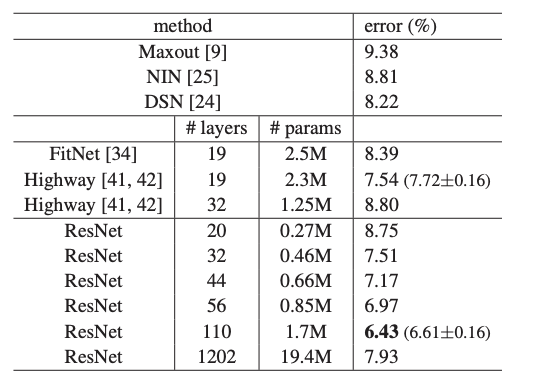 method error (%)
Maxout [9] 9.38
NIN [25] 8.81
DSN [24] 8.22
# layers # params
FitNet [34] 19 2.5M 8.39
Highway [41, 42] 19 2.3M 7.54 (7.72±0.16)
Highway [41, 42] 32 1.25M 8.80
ResNet 20 0.27M 8.75
ResNet 32 0.46M 7.51
ResNet 44 0.66M 7.17
ResNet 56 0.85M 6.97
ResNet 110 1.7M 6.43 (6.61±0.16)
ResNet 1202 19.4M 7.93